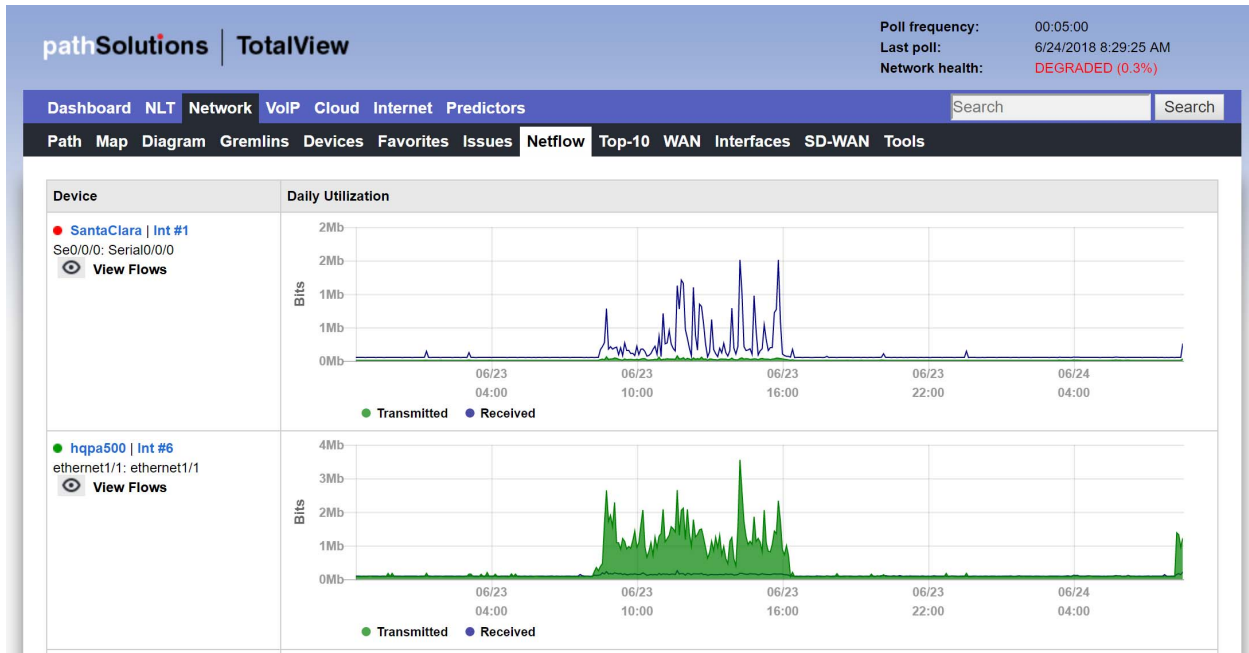 pathSolutions | TotalView
Poll frequency: 00:05:00
Last poll: 6/24/2018 8:29:25 AM
Network health: DEGRADED (0.3%)
Dashboard NLT Network VoIP Cloud Internet Predictors Search Search
Path Map Diagram Gremlins Devices Favorites Issues Netflow Top-10 WAN Interfaces SD-WAN Tools
Device Daily Utilization
SantaClara | Int #1
Se0/0/0: Serial0/0/0
View Flows
Bits
2Mb
2Mb
1Mb
1Mb
0Mb
06/23 06/23 06/23 06/23 06/24
04:00 10:00 16:00 22:00 04:00
Transmitted Received
hqpa500 | Int #6
ethernet1/1: ethernet1/1
View Flows
Bits
4Mb
3Mb
2Mb
1Mb
0Mb
06/23 06/23 06/23 06/23 06/24
04:00 10:00 16:00 22:00 04:00
Transmitted Received